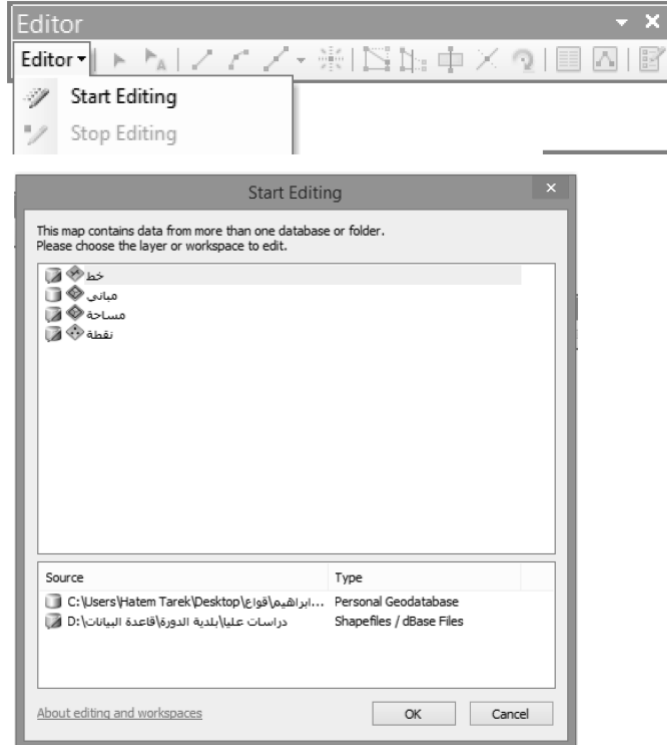 Editor
Editor
Start Editing
Stop Editing
Start Editing
This map contains data from more than one database or folder.
Please choose the layer or workspace to edit.
خط
مبانى
مساحة
نقطة
Source Type
C:\Users\Hatem Tarek\Desktop\ابراهيم\قواع... Personal Geodatabase
D:\دراسات عليا\بلدية الدورة\قاعدة البيانات Shapefiles / dBase Files
About editing and workspaces OK Cancel